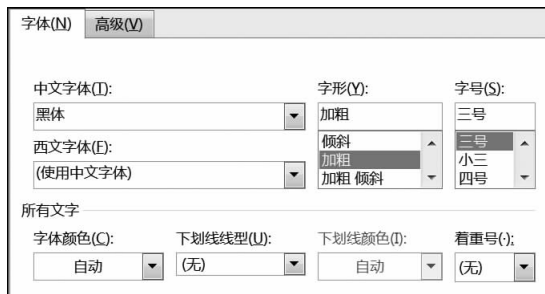 字体(N) 高级(V)
中文字体(T): 字形(Y): 字号(S):
黑体 加粗 三号
西文字体(F): 倾斜 三号
加粗 小三
(使用中文字体) 加粗 倾斜 四号
所有文字
字体颜色(C): 下划线线型(U): 下划线颜色(I): 着重号(·):
自动 (无) 自动 (无)